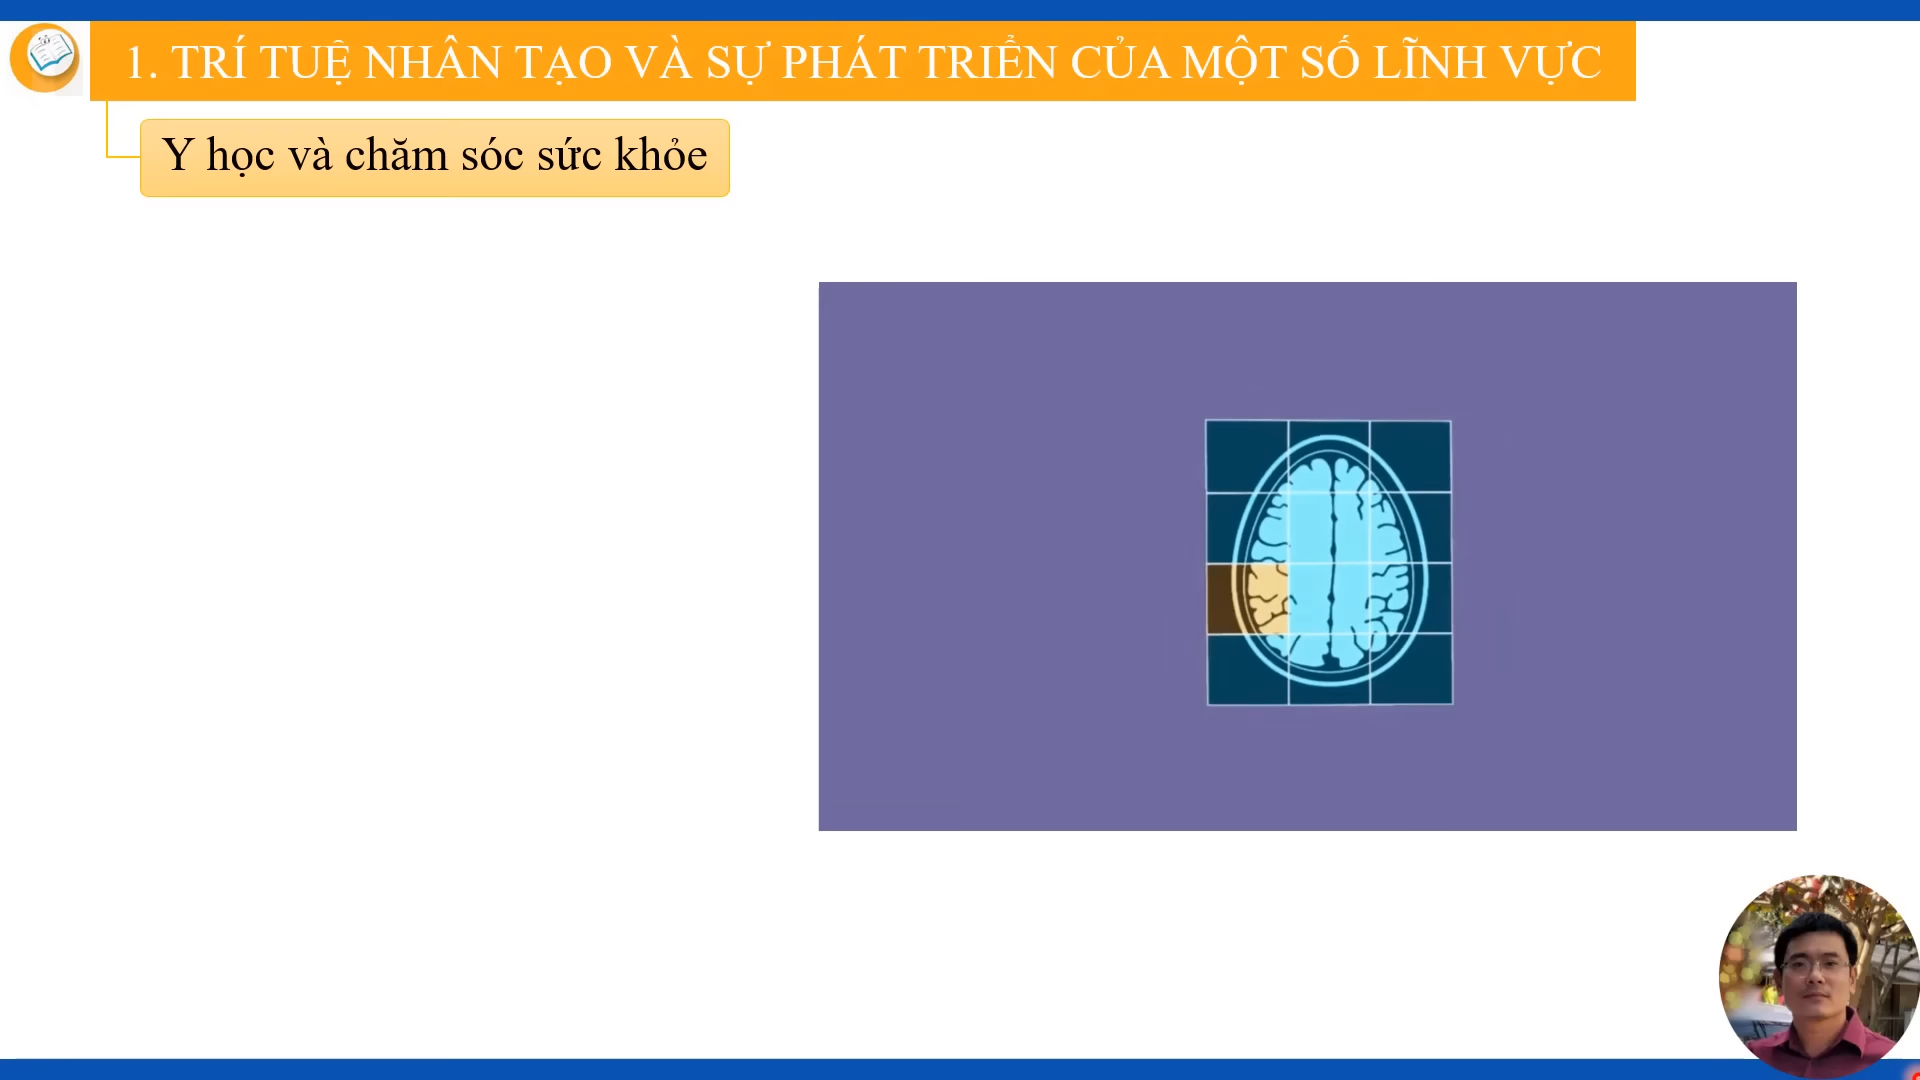 1. TRÍ TUỆ NHÂN TẠO VÀ SỰ PHÁT TRIỂN CỦA MỘT SỐ LĨNH VỰC
Y học và chăm sóc sức khỏe